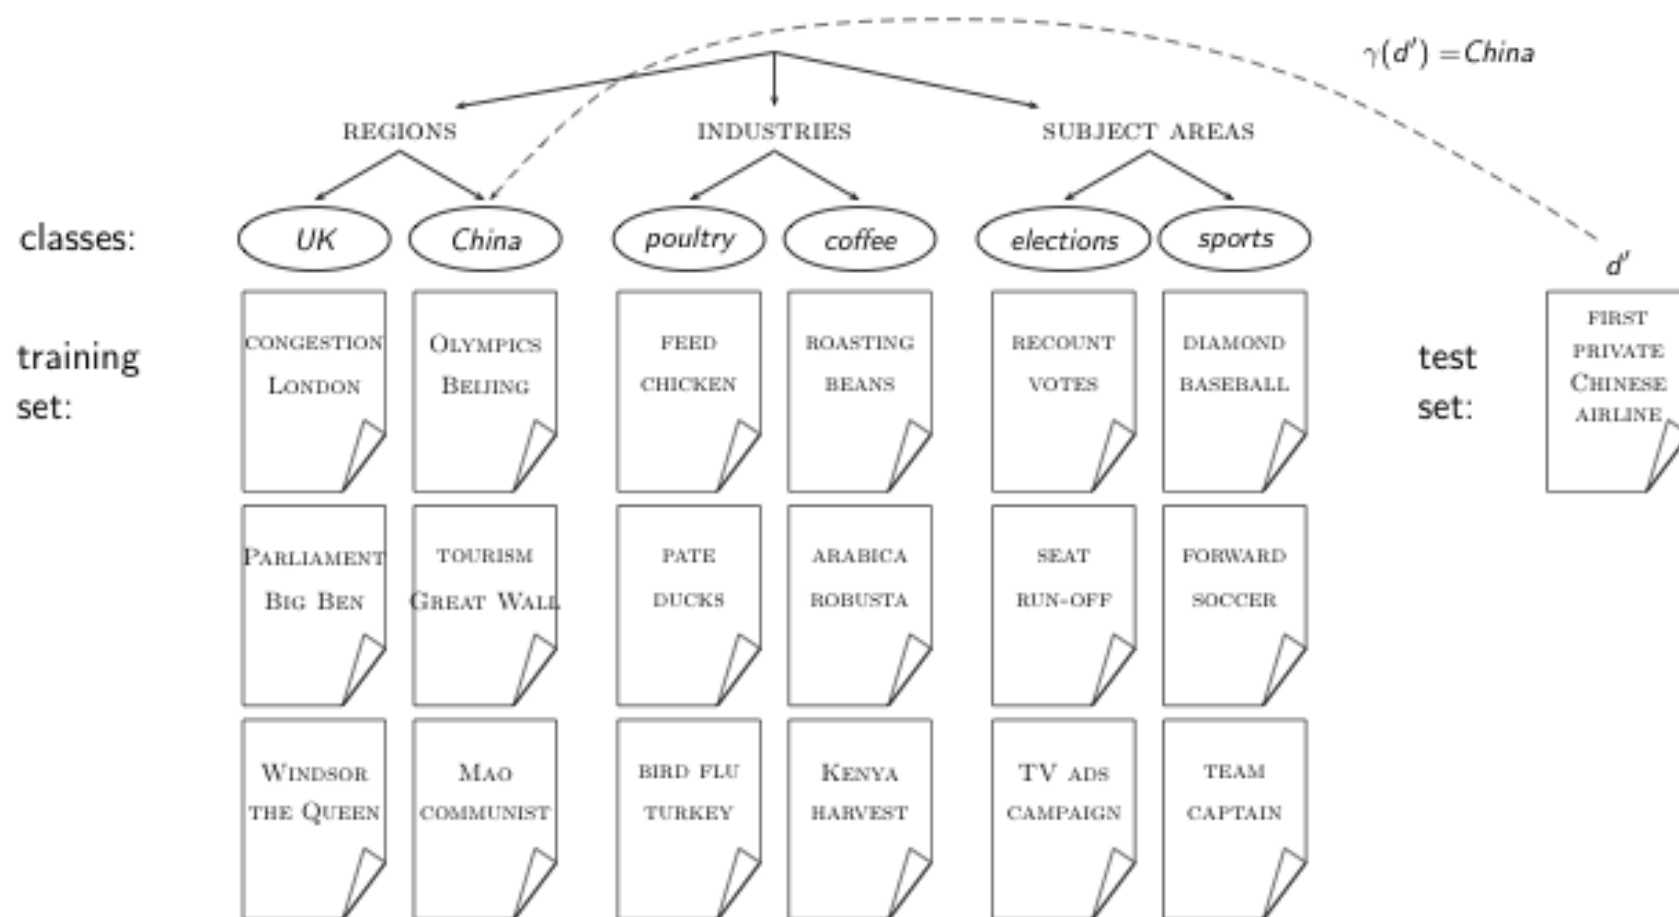 γ(d′) =China
REGIONS INDUSTRIES SUBJECT AREAS
classes: UK China poultry coffee elections sports
d′
training
set:
CONGESTION
LONDON
OLYMPICS
BEIJING
FEED
CHICKEN
ROASTING
BEANS
RECOUNT
VOTES
DIAMOND
BASEBALL
test
set:
FIRST
PRIVATE
CHINESE
AIRLINE
PARLIAMENT
BIG BEN
TOURISM
GREAT WALL
PATE
DUCKS
ARABICA
ROBUSTA
SEAT
RUN-OFF
FORWARD
SOCCER
WINDSOR
THE QUEEN
MAO
COMMUNIST
BIRD FLU
TURKEY
KENYA
HARVEST
TV ADS
CAMPAIGN
TEAM
CAPTAIN